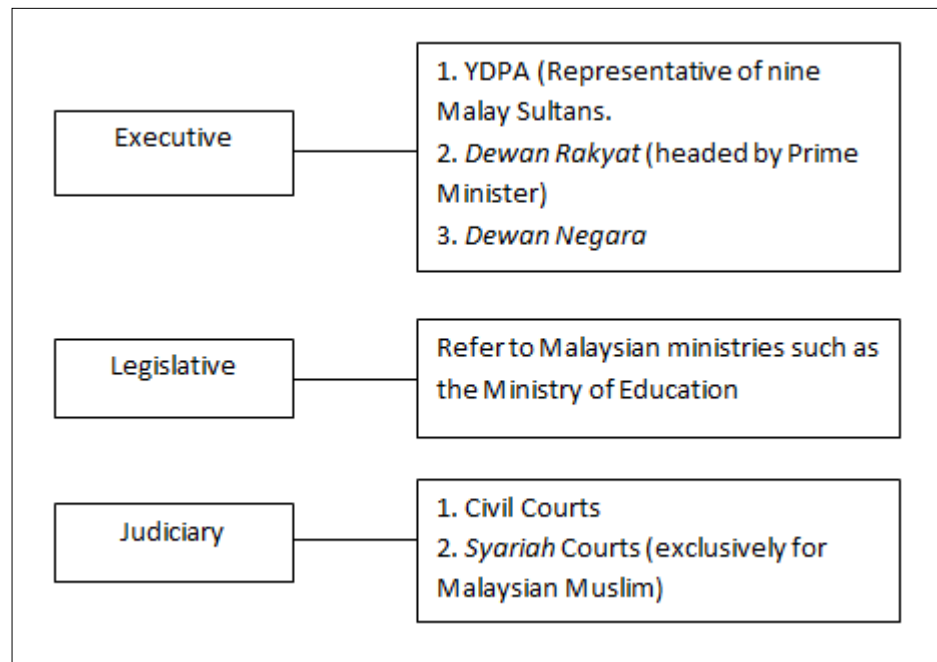 Executive
1. YDPA (Representative of nine
Malay Sultans.
2. Dewan Rakyat (headed by Prime
Minister)
3. Dewan Negara
Legislative
Refer to Malaysian ministries such as
the Ministry of Education
Judiciary
1. Civil Courts
2. Syariah Courts (exclusively for
Malaysian Muslim)